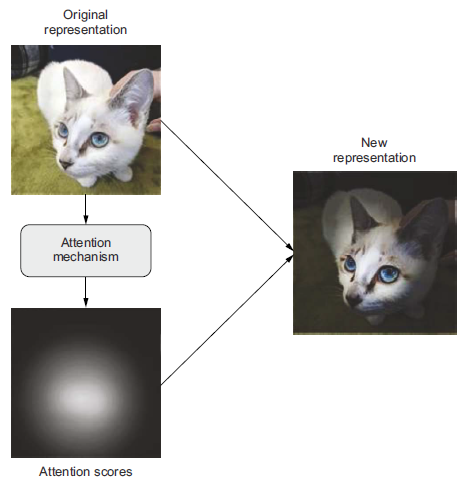 Original
representation
Attention
mechanism
Attention scores
New
representation